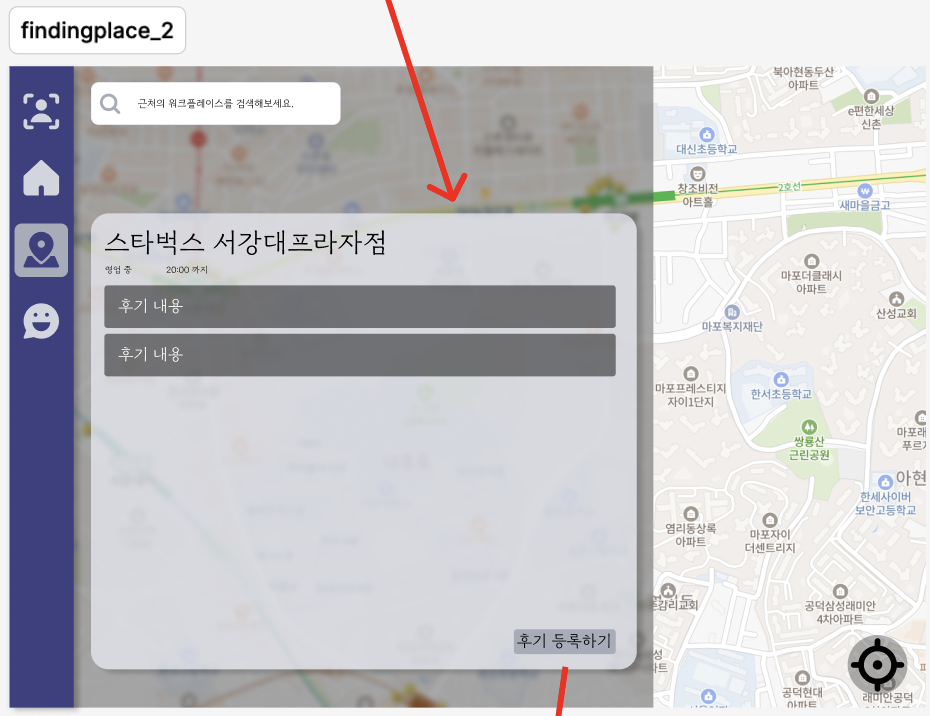 findingplace_2
근처의 워크플레이스를 검색해보세요.
스타벅스 서강대프라자점
영업 중 20:00 까지
후기 내용
후기 내용
후기 등록하기
북아현동두산
아파트
e편한세상
신촌
대신초등학교
창조비전
아트홀
2호선
새마을금고
마포더클래시
아파트
산성교회
마포복지재단
마포프레스티지
자이1단지
한서초등학교
쌍룡산
근린공원
마포래
푸르지
아현
한세사이버
보안고등학교
염리동상록
아파트
마포자이
더센트리지
공덕삼성래미안
4차아파트
공덕현대
아파트
래미안공덕